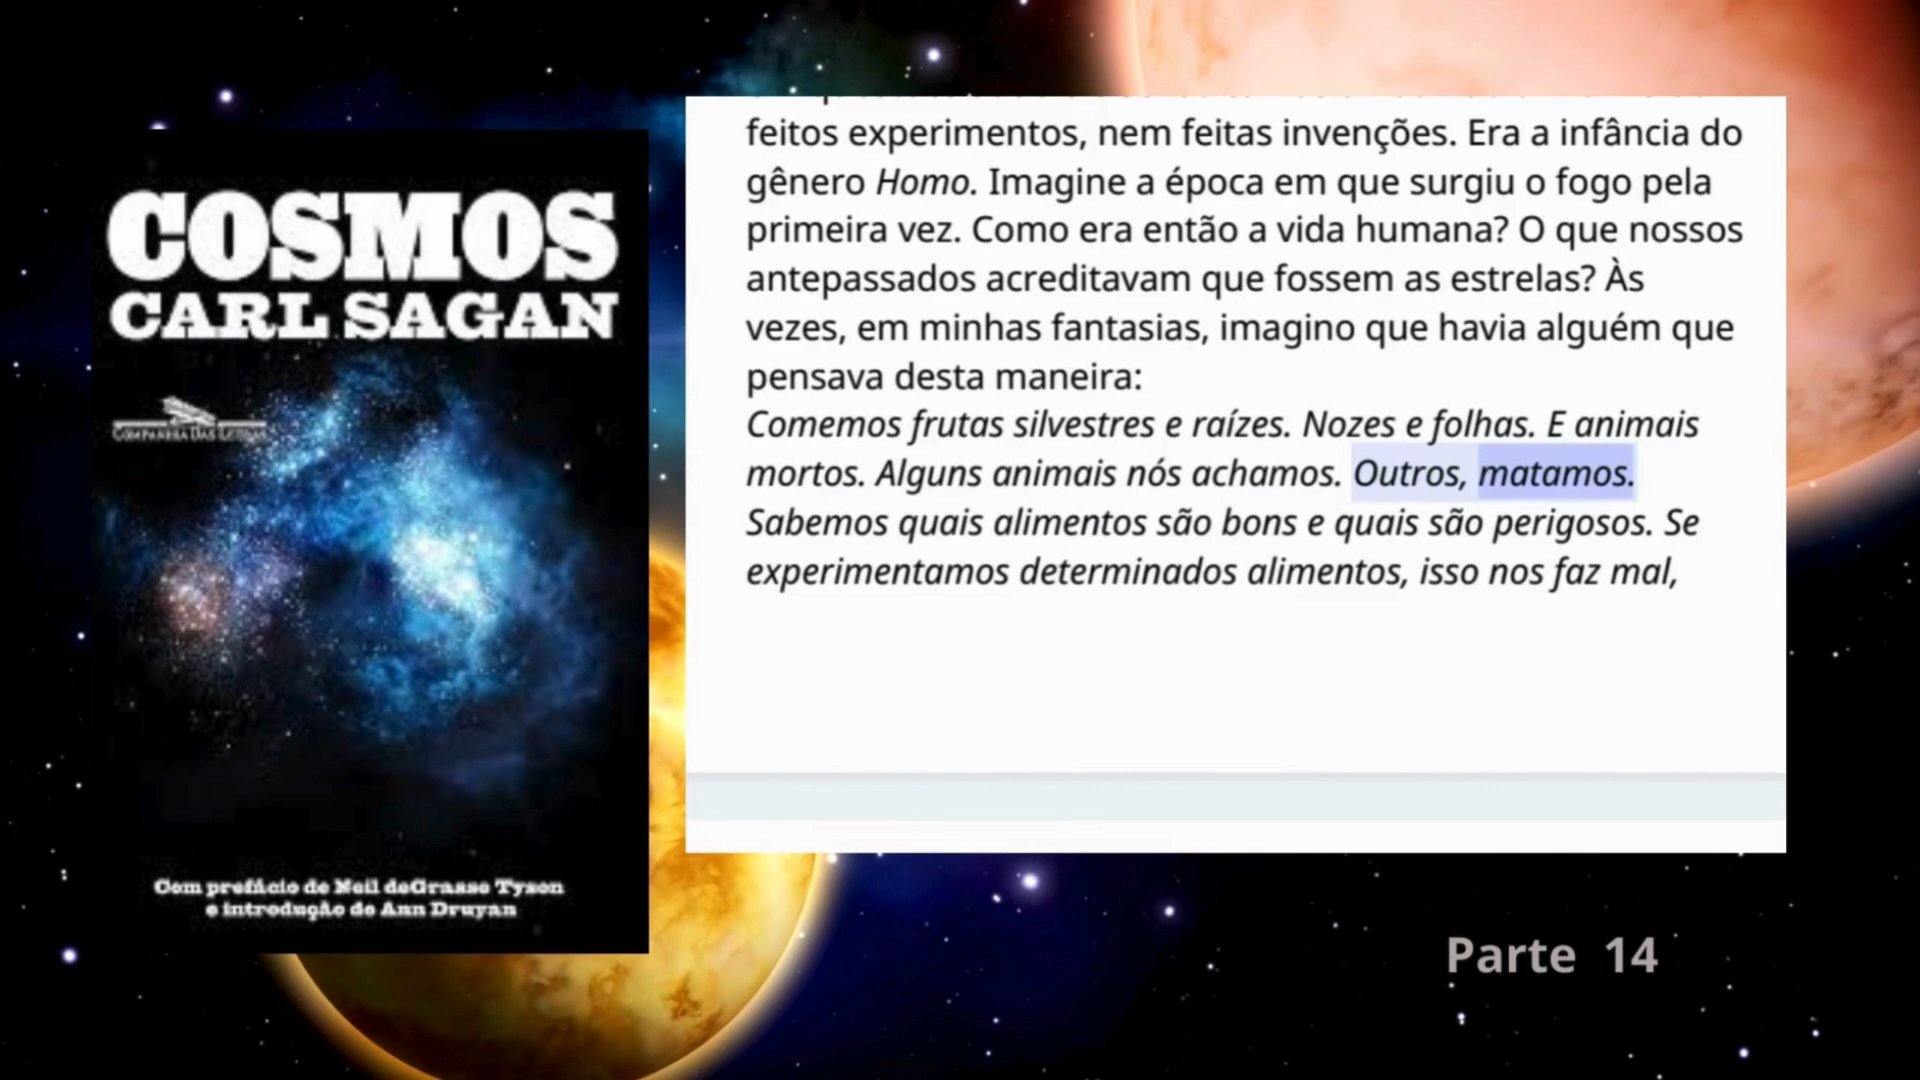 COSMOS
CARL SAGAN
COMPANHIA DAS LETRAS
Com prefácio de Neil deGrasse Tyson
e introdução de Ann Druyan
feitos experimentos, nem feitas invenções. Era a infância do
gênero Homo. Imagine a época em que surgiu o fogo pela
primeira vez. Como era então a vida humana? O que nossos
antepassados acreditavam que fossem as estrelas? Às
vezes, em minhas fantasias, imagino que havia alguém que
pensava desta maneira:
Comemos frutas silvestres e raízes. Nozes e folhas. E animais
mortos. Alguns animais nós achamos. Outros, matamos.
Sabemos quais alimentos são bons e quais são perigosos. Se
experimentamos determinados alimentos, isso nos faz mal,
Parte 14